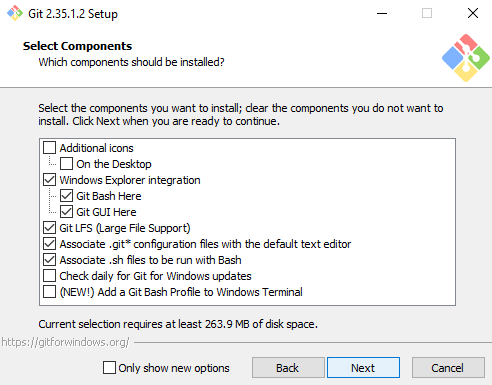 Git 2.35.1.2 Setup
Select Components
Which components should be installed?
Select the components you want to install; clear the components you do not want to
install. Click Next when you are ready to continue.
Additional icons
On the Desktop
Windows Explorer integration
Git Bash Here
Git GUI Here
Git LFS (Large File Support)
Associate .git* configuration files with the default text editor
Associate .sh files to be run with Bash
Check daily for Git for Windows updates
(NEW!) Add a Git Bash Profile to Windows Terminal
Current selection requires at least 263.9 MB of disk space.
https://gitforwindows.org/
Only show new options
Back
Next
Cancel